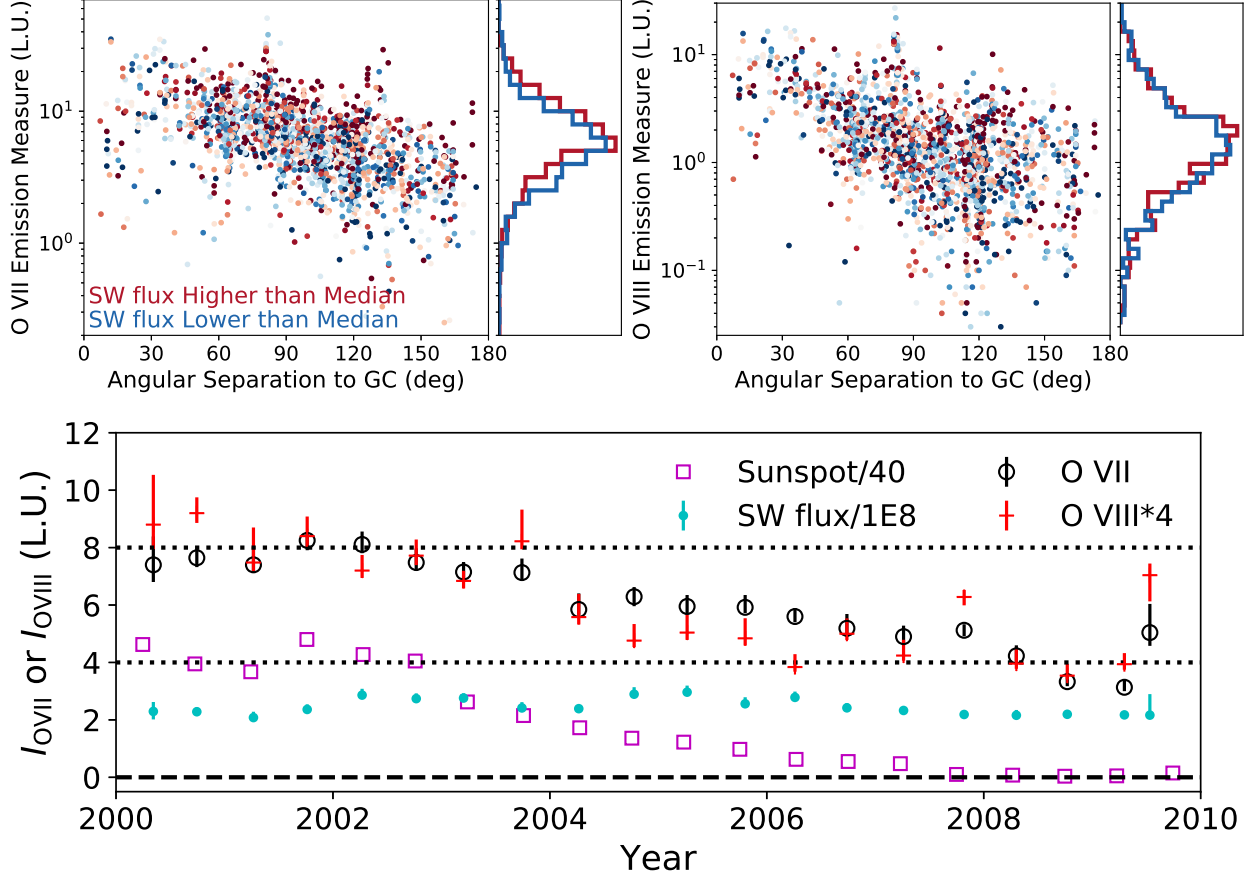 O VII Emission Measure (L.U.)
10¹
10⁰
SW flux Higher than Median
SW flux Lower than Median
0 30 60 90 120 150 180
Angular Separation to GC (deg)
O VIII Emission Measure (L.U.)
10¹
10⁰
10⁻¹
0 30 60 90 120 150 180
Angular Separation to GC (deg)
I_OVII or I_OVIII (L.U.)
12
10
8
6
4
2
0
Sunspot/40
SW flux/1E8
O VII
O VIII*4
2000 2002 2004 2006 2008 2010
Year